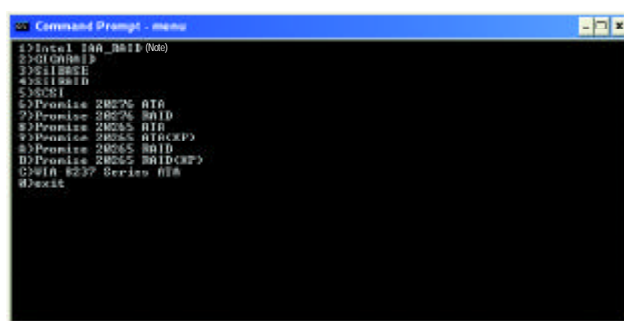 Command Prompt - menu
1)Intel IAA_RAID (Note)
2)GIGARAID
3)SilBASE
4)SilRAID
5)SCSI
6)Promise 20276 ATA
7)Promise 20276 RAID
8)Promise 20265 ATA
9)Promise 20265 ATA(XP)
A)Promise 20265 RAID
B)Promise 20265 RAID(XP)
C)VIA 8237 Series ATA
0)exit